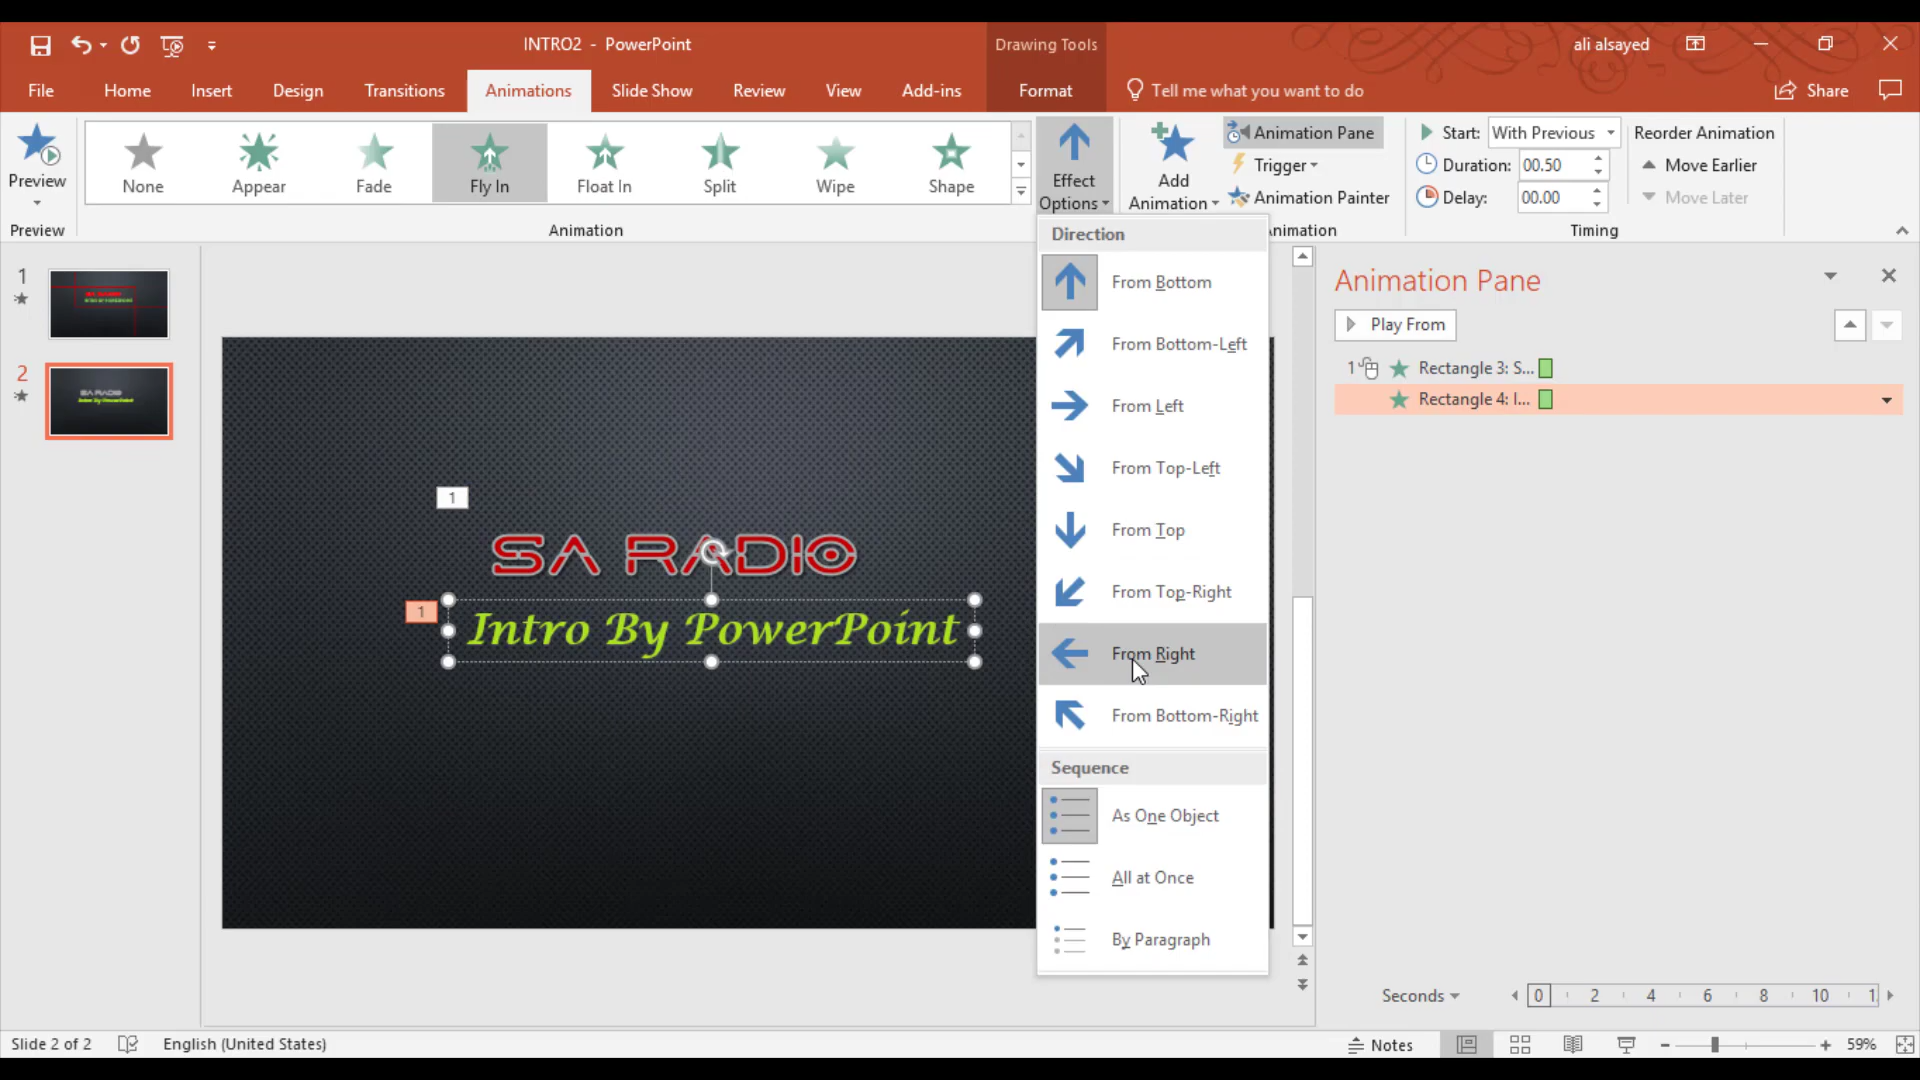 INTRO2 - PowerPoint
Drawing Tools
ali alsayed
File
Home
Insert
Design
Transitions
Animations
Slide Show
Review
View
Add-ins
Format
Tell me what you want to do
Share
Preview
None
Appear
Fade
Fly In
Float In
Split
Wipe
Shape
Effect
Options
Add
Animation
Animation Pane
Trigger
Animation Painter
Start: With Previous
Duration: 00.50
Delay: 00.00
Reorder Animation
Move Earlier
Move Later
Preview
Animation
Timing
Direction
From Bottom
From Bottom-Left
From Left
From Top-Left
From Top
From Top-Right
From Right
From Bottom-Right
Sequence
As One Object
All at Once
By Paragraph
1
2
1
SA RADIO
1
Intro By PowerPoint
Animation Pane
Play From
1 Rectangle 3: S...
Rectangle 4: I...
Seconds
0 2 4 6 8 10 1
Slide 2 of 2
English (United States)
Notes
59%